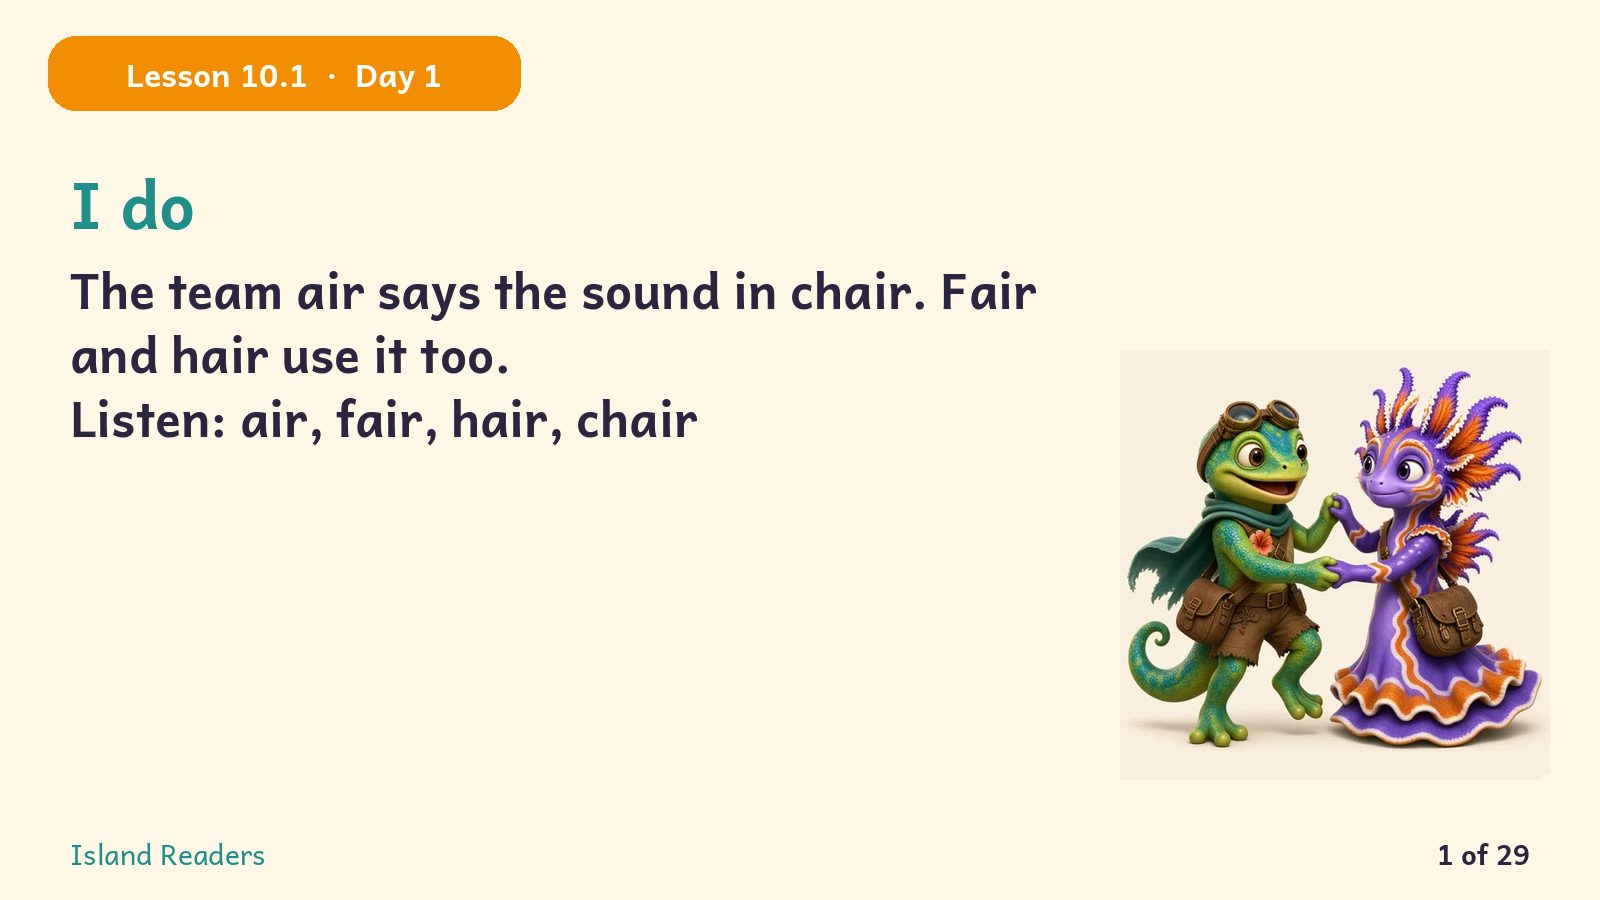 Lesson 10.1 · Day 1
I do
The team air says the sound in chair. Fair
and hair use it too.
Listen: air, fair, hair, chair
Island Readers
1 of 29